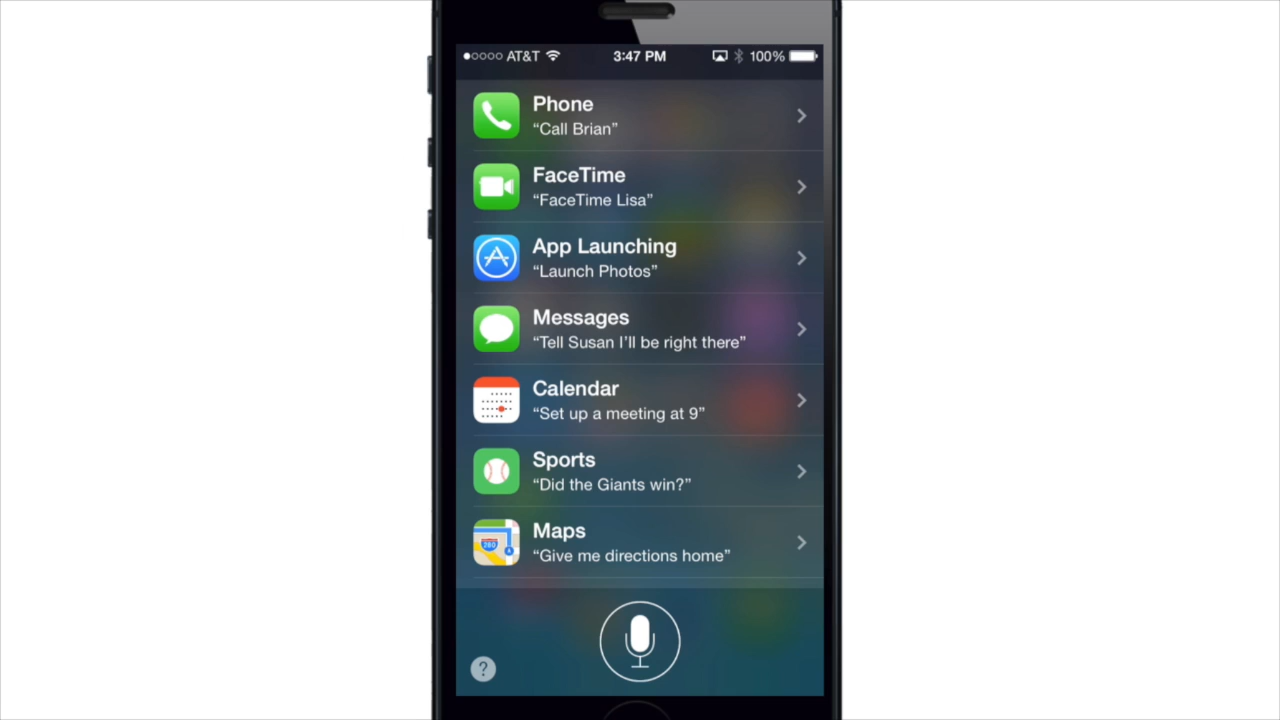 AT&T 3:47 PM 100%
Phone
“Call Brian”
FaceTime
“FaceTime Lisa”
App Launching
“Launch Photos”
Messages
“Tell Susan I’ll be right there”
Calendar
“Set up a meeting at 9”
Sports
“Did the Giants win?”
280
Maps
“Give me directions home”
?